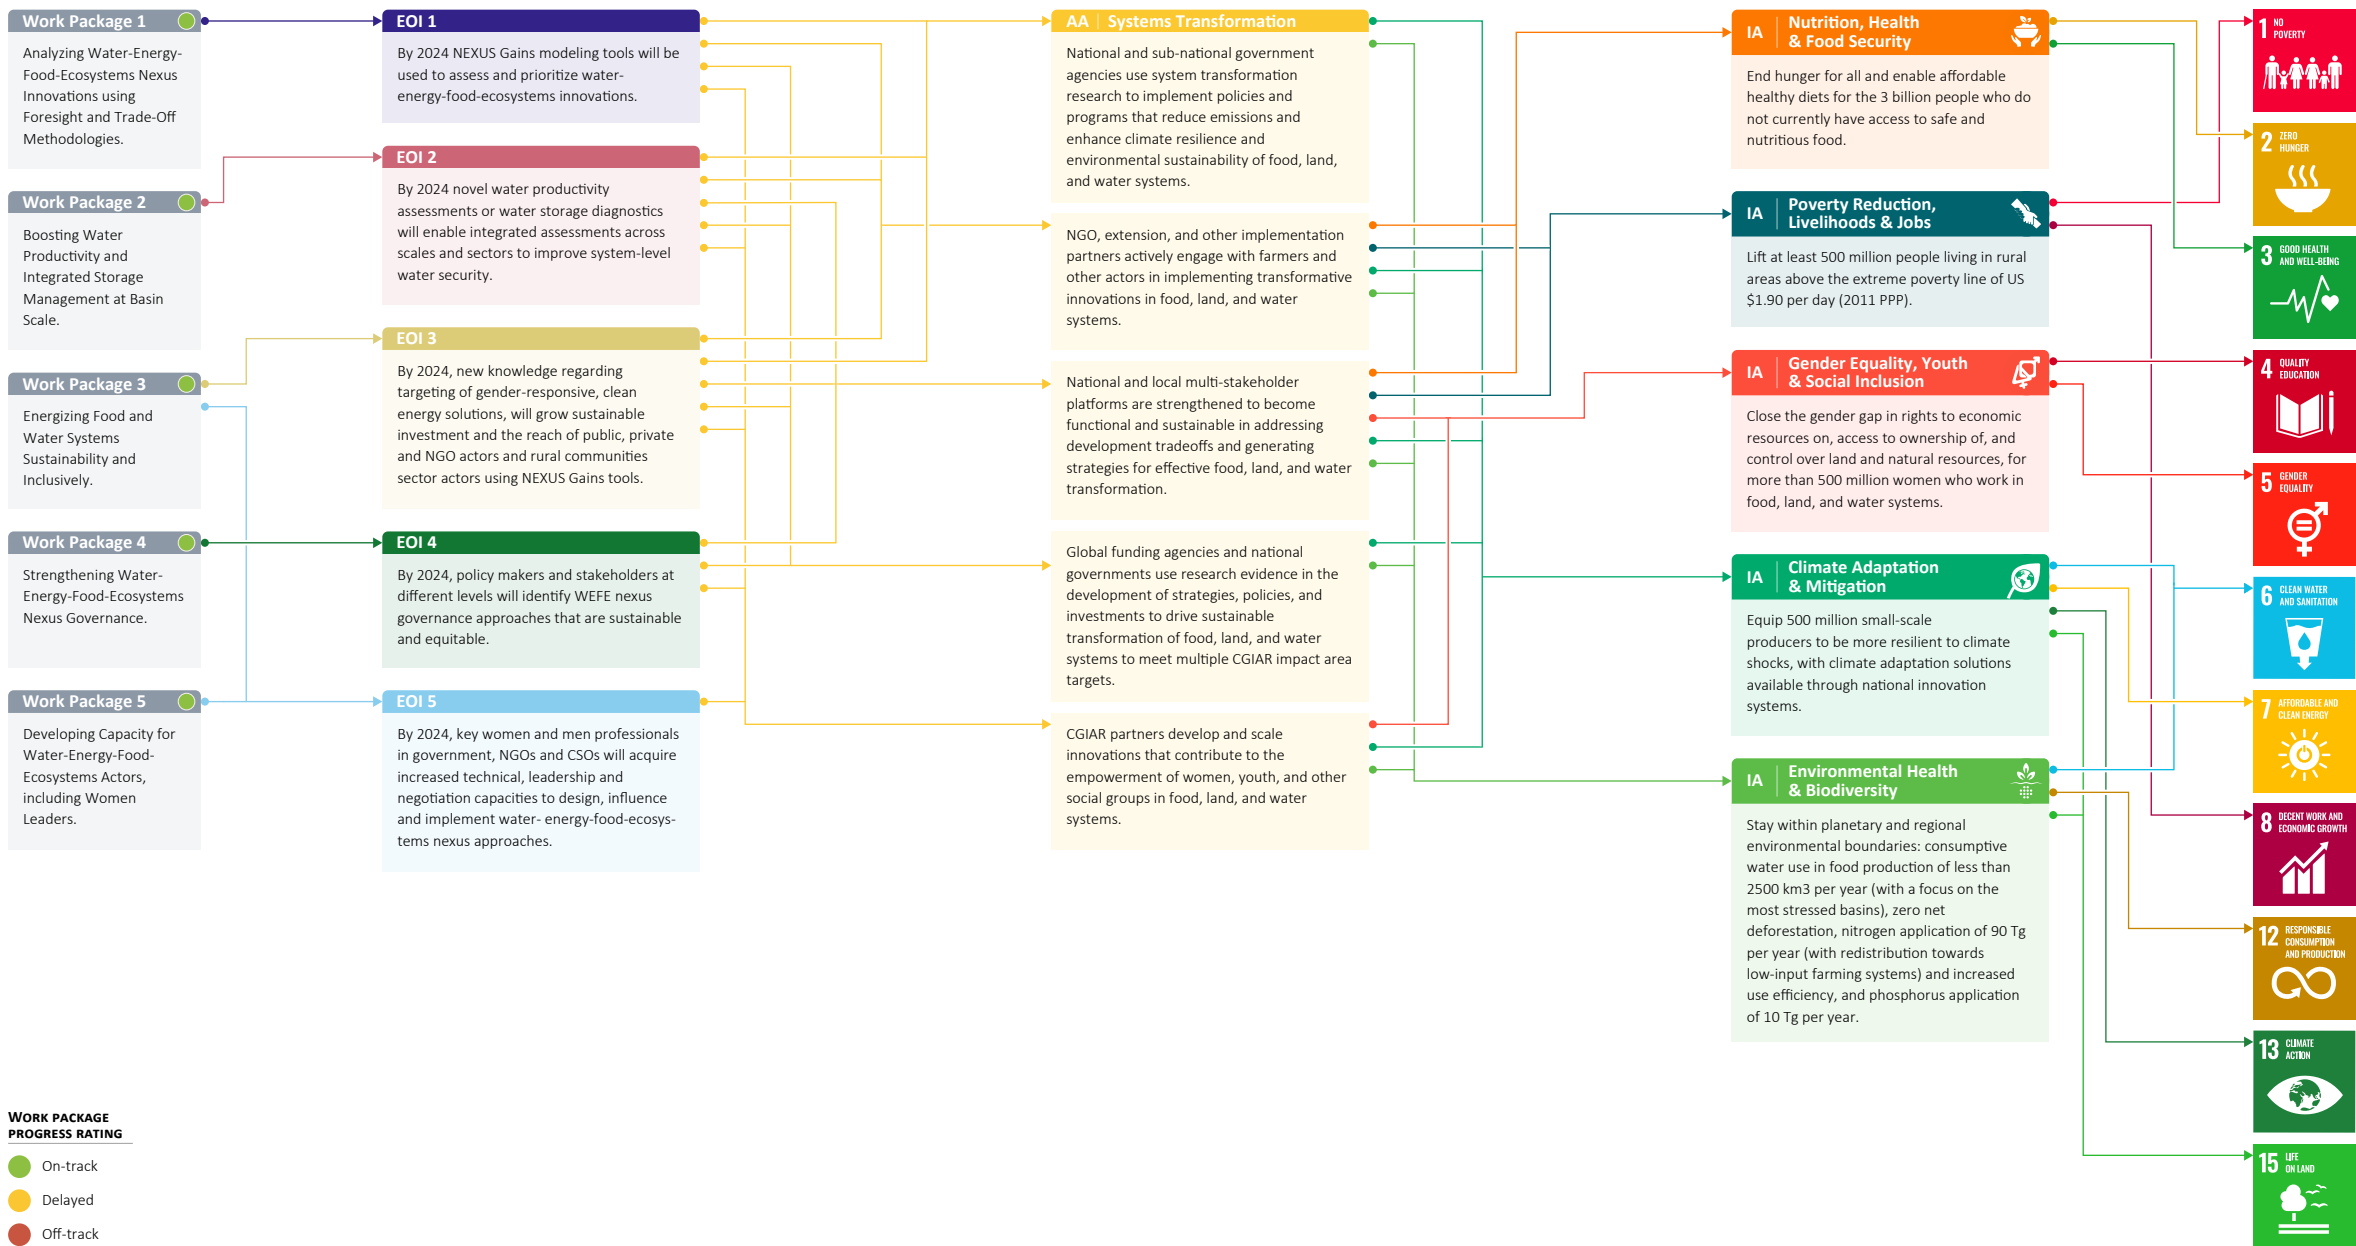 Work Package 1
Analyzing Water-Energy-
Food-Ecosystems Nexus
Innovations using
Foresight and Trade-Off
Methodologies.
Work Package 2
Boosting Water
Productivity and
Integrated Storage
Management at Basin
Scale.
Work Package 3
Energizing Food and
Water Systems
Sustainability and
Inclusively.
Work Package 4
Strengthening Water-
Energy-Food-Ecosystems
Nexus Governance.
Work Package 5
Developing Capacity for
Water-Energy-Food-
Ecosystems Actors,
including Women
Leaders.
EOI 1
By 2024 NEXUS Gains modeling tools will be
used to assess and prioritize water-
energy-food-ecosystems innovations.
EOI 2
By 2024 novel water productivity
assessments or water storage diagnostics
will enable integrated assessments across
scales and sectors to improve system-level
water security.
EOI 3
By 2024, new knowledge regarding
targeting of gender-responsive, clean
energy solutions, will grow sustainable
investment and the reach of public, private
and NGO actors and rural communities
sector actors using NEXUS Gains tools.
EOI 4
By 2024, policy makers and stakeholders at
different levels will identify WEFE nexus
governance approaches that are sustainable
and equitable.
EOI 5
By 2024, key women and men professionals
in government, NGOs and CSOs will acquire
increased technical, leadership and
negotiation capacities to design, influence
and implement water- energy-food-ecosys-
tems nexus approaches.
AA | Systems Transformation
National and sub-national government
agencies use system transformation
research to implement policies and
programs that reduce emissions and
enhance climate resilience and
environmental sustainability of food, land,
and water systems.
NGO, extension, and other implementation
partners actively engage with farmers and
other actors in implementing transformative
innovations in food, land, and water
systems.
National and local multi-stakeholder
platforms are strengthened to become
functional and sustainable in addressing
development tradeoffs and generating
strategies for effective food, land, and water
transformation.
Global funding agencies and national
governments use research evidence in the
development of strategies, policies, and
investments to drive sustainable
transformation of food, land, and water
systems to meet multiple CGIAR impact area
targets.
CGIAR partners develop and scale
innovations that contribute to the
empowerment of women, youth, and other
social groups in food, land, and water
systems.
IA | Nutrition, Health
& Food Security
End hunger for all and enable affordable
healthy diets for the 3 billion people who do
not currently have access to safe and
nutritious food.
IA | Poverty Reduction,
Livelihoods & Jobs
Lift at least 500 million people living in rural
areas above the extreme poverty line of US
$1.90 per day (2011 PPP).
IA | Gender Equality, Youth
& Social Inclusion
Close the gender gap in rights to economic
resources on, access to ownership of, and
control over land and natural resources, for
more than 500 million women who work in
food, land, and water systems.
IA | Climate Adaptation
& Mitigation
Equip 500 million small-scale
producers to be more resilient to climate
shocks, with climate adaptation solutions
available through national innovation
systems.
IA | Environmental Health
& Biodiversity
Stay within planetary and regional
environmental boundaries: consumptive
water use in food production of less than
2500 km3 per year (with a focus on the
most stressed basins), zero net
deforestation, nitrogen application of 90 Tg
per year (with redistribution towards
low-input farming systems) and increased
use efficiency, and phosphorus application
of 10 Tg per year.
1 NO
POVERTY
2 ZERO
HUNGER
3 GOOD HEALTH
AND WELL-BEING
4 QUALITY
EDUCATION
5 GENDER
EQUALITY
6 CLEAN WATER
AND SANITATION
7 AFFORDABLE AND
CLEAN ENERGY
8 DECENT WORK AND
ECONOMIC GROWTH
12 RESPONSIBLE
CONSUMPTION
AND PRODUCTION
13 CLIMATE
ACTION
15 LIFE
ON LAND
WORK PACKAGE
PROGRESS RATING
On-track
Delayed
Off-track